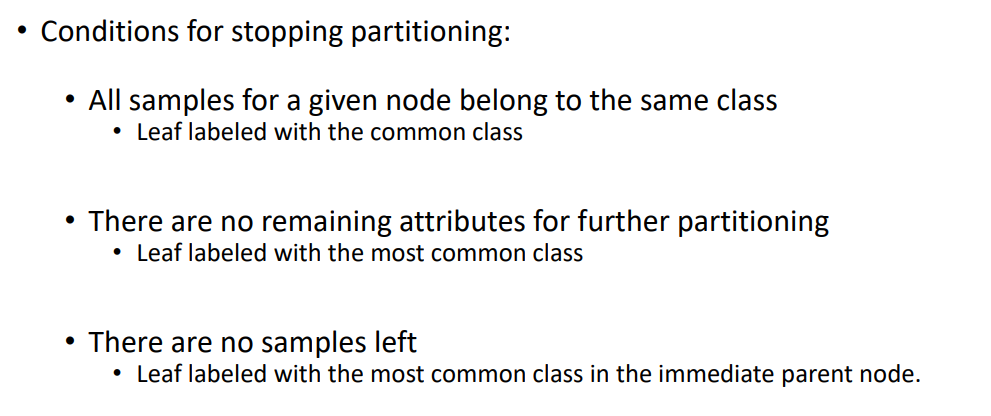 • Conditions for stopping partitioning:
• All samples for a given node belong to the same class
• Leaf labeled with the common class
• There are no remaining attributes for further partitioning
• Leaf labeled with the most common class
• There are no samples left
• Leaf labeled with the most common class in the immediate parent node.